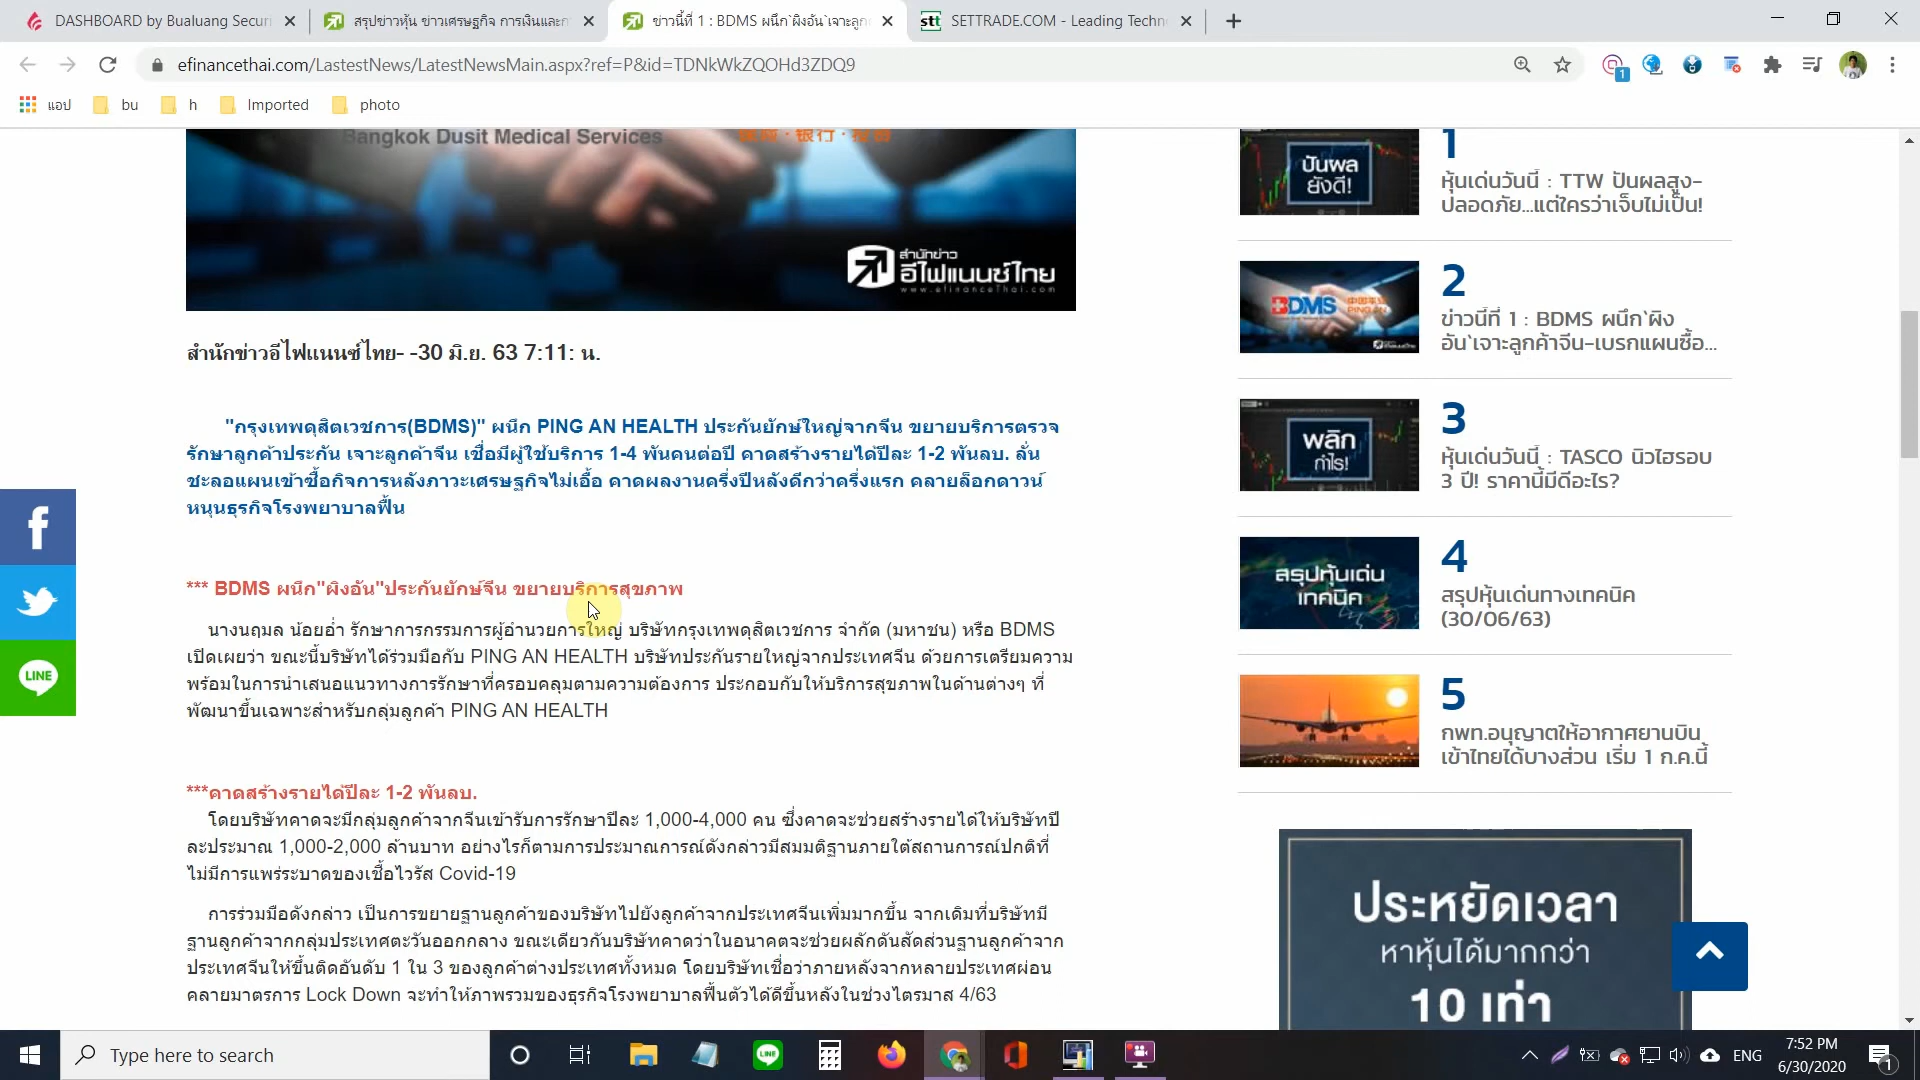 DASHBOARD by Bualuang Securi
สรุปข่าวหุ้น ข่าวเศรษฐกิจ การเงินและก
ข่าวนี้ที่ 1 : BDMS ผนึก`ผิงอัน`เจาะลูก
stt SETTRADE.COM - Leading Techn
efinancethai.com/LastestNews/LatestNewsMain.aspx?ref=P&id=TDNkWkZQOHd3ZDQ9
1
แอป
bu
h
Imported
photo
Bangkok Dusit Medical Services
สำนักข่าว
อีไฟแนนซ์ไทย
www.efinanceThai.com
สำนักข่าวอีไฟแนนซ์ไทย- -30 มิ.ย. 63 7:11: น.
"กรุงเทพดุสิตเวชการ(BDMS)" ผนึก PING AN HEALTH ประกันยักษ์ใหญ่จากจีน ขยายบริการตรวจ
รักษาลูกค้าประกัน เจาะลูกค้าจีน เชื่อมีผู้ใช้บริการ 1-4 พันคนต่อปี คาดสร้างรายได้ปีละ 1-2 พันลบ. ลั่น
ชะลอแผนเข้าซื้อกิจการหลังภาวะเศรษฐกิจไม่เอื้อ คาดผลงานครึ่งปีหลังดีกว่าครึ่งแรก คลายล็อกดาวน์
หนุนธุรกิจโรงพยาบาลฟื้น
*** BDMS ผนึก"ผิงอัน"ประกันยักษ์จีน ขยายบริการสุขภาพ
นางนฤมล น้อยอ่ำ รักษาการกรรมการผู้อำนวยการใหญ่ บริษัทกรุงเทพดุสิตเวชการ จำกัด (มหาชน) หรือ BDMS
เปิดเผยว่า ขณะนี้บริษัทได้ร่วมมือกับ PING AN HEALTH บริษัทประกันรายใหญ่จากประเทศจีน ด้วยการเตรียมความ
พร้อมในการนำเสนอแนวทางการรักษาที่ครอบคลุมตามความต้องการ ประกอบกับให้บริการสุขภาพในด้านต่างๆ ที่
พัฒนาขึ้นเฉพาะสำหรับกลุ่มลูกค้า PING AN HEALTH
***คาดสร้างรายได้ปีละ 1-2 พันลบ.
โดยบริษัทคาดจะมีกลุ่มลูกค้าจากจีนเข้ารับการรักษาปีละ 1,000-4,000 คน ซึ่งคาดจะช่วยสร้างรายได้ให้บริษัทปี
ละประมาณ 1,000-2,000 ล้านบาท อย่างไรก็ตามการประมาณการณ์ดังกล่าวมีสมมติฐานภายใต้สถานการณ์ปกติที่
ไม่มีการแพร่ระบาดของเชื้อไวรัส Covid-19
การร่วมมือดังกล่าว เป็นการขยายฐานลูกค้าของบริษัทไปยังลูกค้าจากประเทศจีนเพิ่มมากขึ้น จากเดิมที่บริษัทมี
ฐานลูกค้าจากกลุ่มประเทศตะวันออกกลาง ขณะเดียวกันบริษัทคาดว่าในอนาคตจะช่วยผลักดันสัดส่วนฐานลูกค้าจาก
ประเทศจีนให้ขึ้นติดอันดับ 1 ใน 3 ของลูกค้าต่างประเทศทั้งหมด โดยบริษัทเชื่อว่าภายหลังจากหลายประเทศผ่อน
คลายมาตรการ Lock Down จะทำให้ภาพรวมของธุรกิจโรงพยาบาลฟื้นตัวได้ดีขึ้นหลังในช่วงไตรมาส 4/63
LINE
ปันผล
ยังดี!
1
หุ้นเด่นวันนี้ : TTW ปันผลสูง-
ปลอดภัย...แต่ใครว่าเจ็บไม่เป็น!
BDMS
PING AN
2
ข่าวนี้ที่ 1 : BDMS ผนึก`ผิง
อัน`เจาะลูกค้าจีน-เบรกแผนซื้อ...
พลิก
กำไร!
3
หุ้นเด่นวันนี้ : TASCO นิวไฮรอบ
3 ปี! ราคานี้มีดีอะไร?
สรุปหุ้นเด่น
เทคนิค
4
สรุปหุ้นเด่นทางเทคนิค
(30/06/63)
5
กพท.อนุญาตให้อากาศยานบิน
เข้าไทยได้บางส่วน เริ่ม 1 ก.ค.นี้
ประหยัดเวลา
หาหุ้นได้มากกว่า
10 เท่า
Type here to search
LINE
ENG
7:52 PM
6/30/2020
1